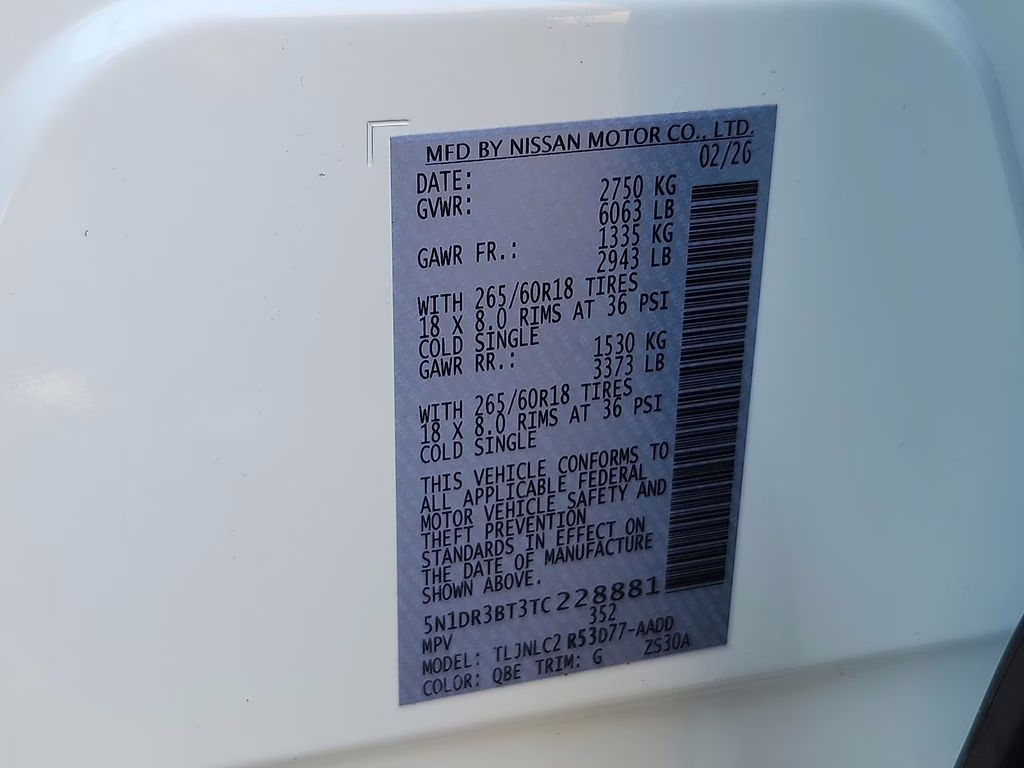 MFD BY NISSAN MOTOR CO., LTD.
DATE: 02/26
GVWR: 2750 KG
6063 LB
GAWR FR.: 1335 KG
2943 LB
WITH 265/60R18 TIRES
18 X 8.0 RIMS AT 36 PSI
COLD SINGLE
GAWR RR.: 1530 KG
3373 LB
WITH 265/60R18 TIRES
18 X 8.0 RIMS AT 36 PSI
COLD SINGLE
THIS VEHICLE CONFORMS TO
ALL APPLICABLE FEDERAL
MOTOR VEHICLE SAFETY AND
THEFT PREVENTION
STANDARDS IN EFFECT ON
THE DATE OF MANUFACTURE
SHOWN ABOVE.
5N1DR3BT3TC228881
MPV 352
MODEL: TLJNLC2 R53D77-AADD
COLOR: QBE TRIM: G ZS30A